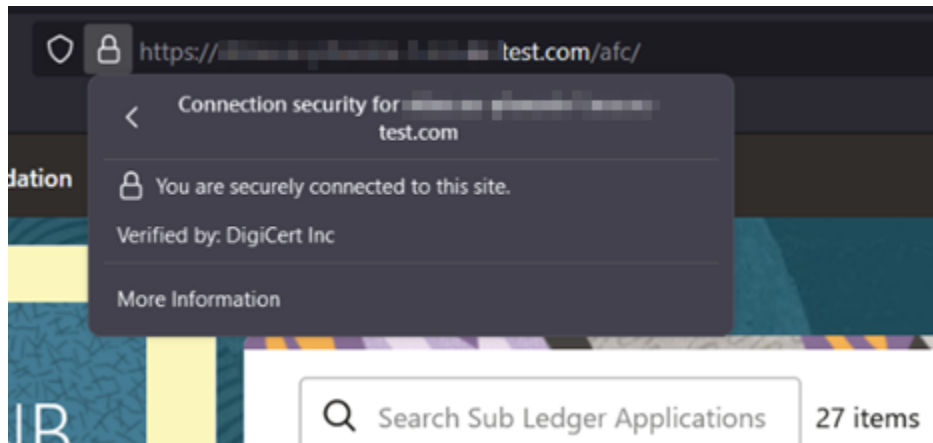 https:// test.com/afc/
Connection security for
test.com
dation
You are securely connected to this site.
Verified by: DigiCert Inc
More Information
Search Sub Ledger Applications
27 items